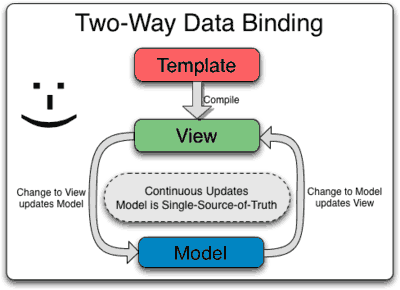 Two-Way Data Binding
Template
Compile
View
Change to View
updates Model
Continuous Updates
Model is Single-Source-of-Truth
Change to Model
updates View
Model